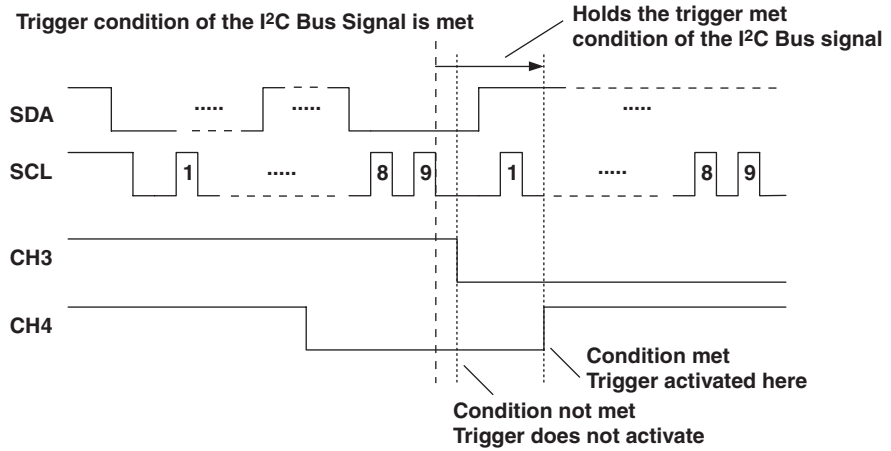 Trigger condition of the I²C Bus Signal is met
Holds the trigger met
condition of the I²C Bus signal
SDA
.....
.....
.....
SCL
1
.....
8
9
1
.....
8
9
CH3
CH4
Condition met
Trigger activated here
Condition not met
Trigger does not activate